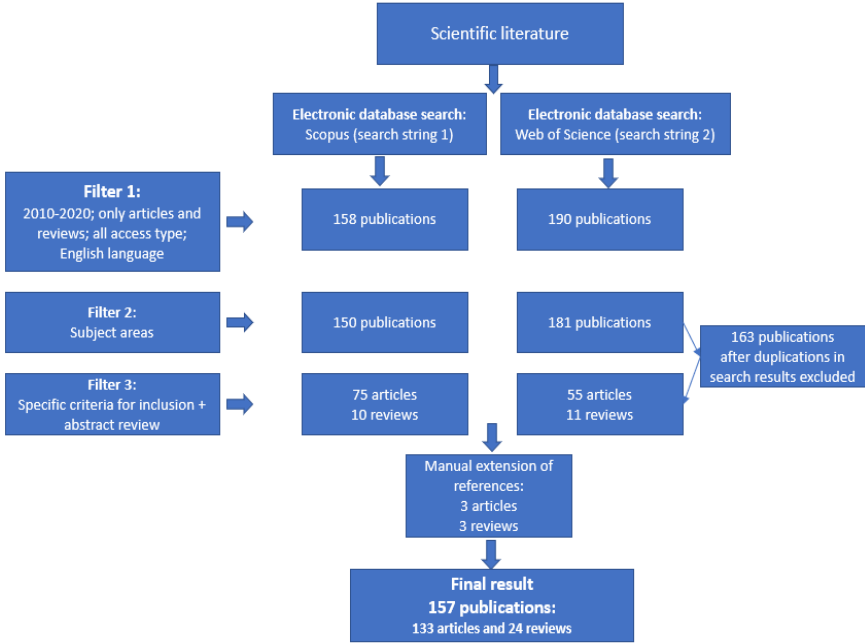 Scientific literature
Electronic database search:
Scopus (search string 1)
Electronic database search:
Web of Science (search string 2)
Filter 1:
2010-2020; only articles and
reviews; all access type;
English language
158 publications
190 publications
Filter 2:
Subject areas
150 publications
181 publications
163 publications
after duplications in
search results excluded
Filter 3:
Specific criteria for inclusion +
abstract review
75 articles
10 reviews
55 articles
11 reviews
Manual extension of
references:
3 articles
3 reviews
Final result
157 publications:
133 articles and 24 reviews